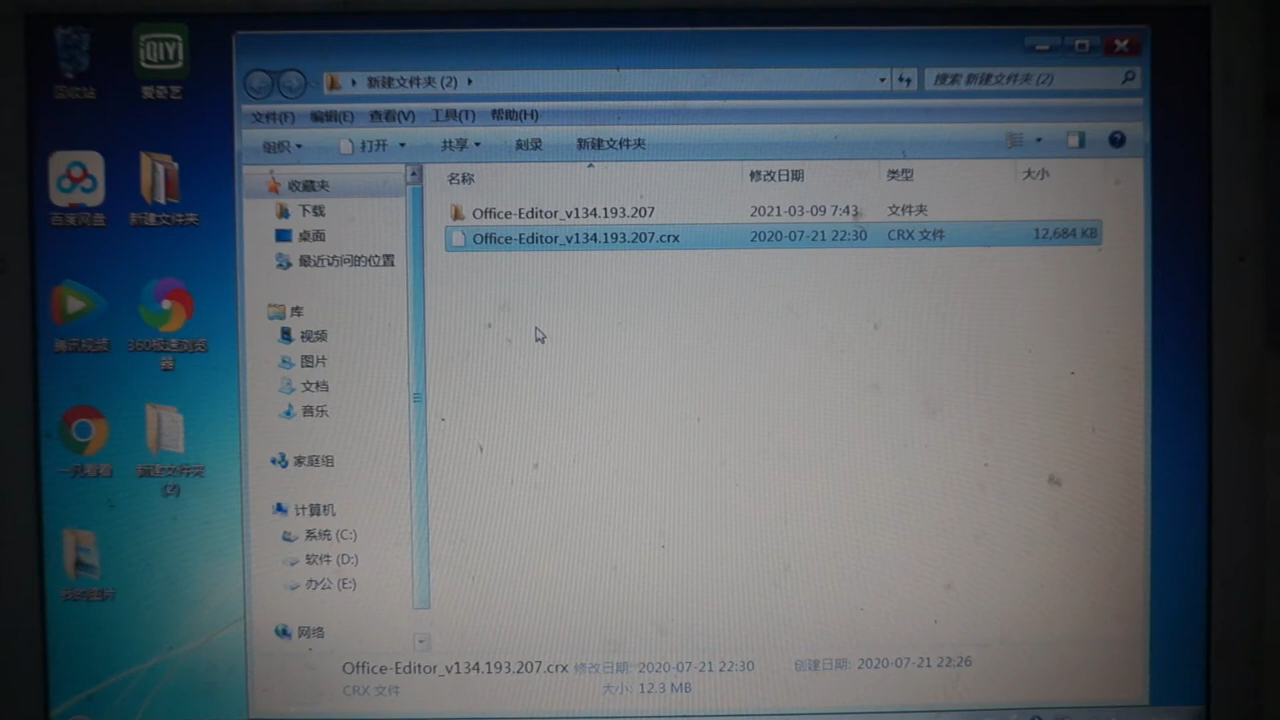 QIYI
回收站
爱奇艺
百度网盘
新建文件夹
腾讯视频
360极速浏览器
新建文件夹 (2)
我的图片
新建文件夹 (2)
搜索 新建文件夹 (2)
文件(F) 编辑(E) 查看(V) 工具(T) 帮助(H)
组织 打开 共享 刻录 新建文件夹
名称 修改日期 类型 大小
收藏夹
下载
桌面
最近访问的位置
库
视频
图片
文档
音乐
家庭组
计算机
系统 (C:)
软件 (D:)
办公 (E:)
网络
Office-Editor_v134.193.207 2021-03-09 7:43 文件夹
Office-Editor_v134.193.207.crx 2020-07-21 22:30 CRX 文件 12,684 KB
Office-Editor_v134.193.207.crx 修改日期: 2020-07-21 22:30 创建日期: 2020-07-21 22:26
CRX 文件 大小: 12.3 MB